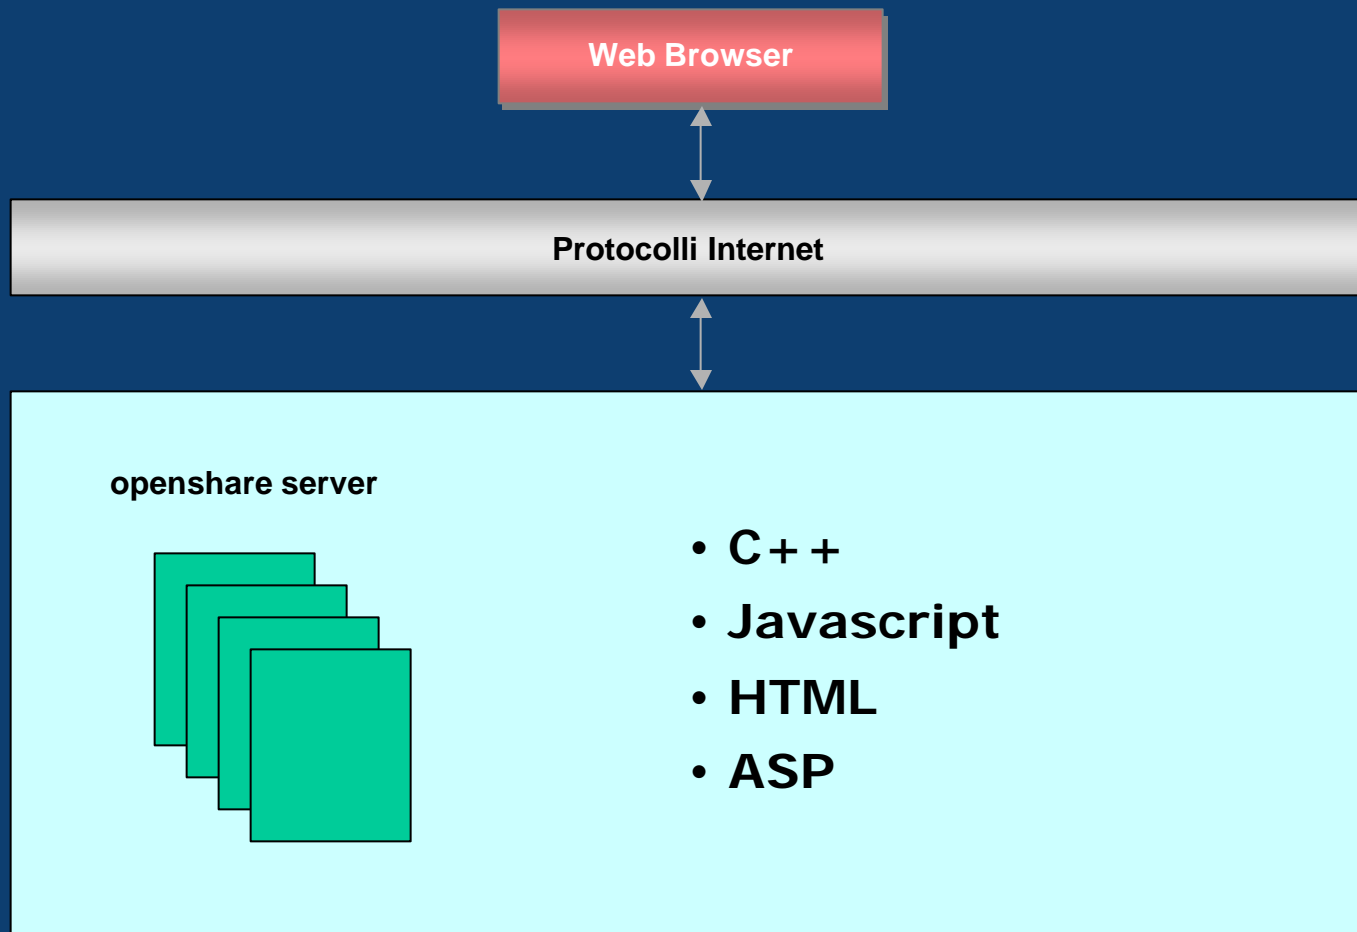 Web Browser
Protocolli Internet
openshare server
• C++
• Javascript
• HTML
• ASP